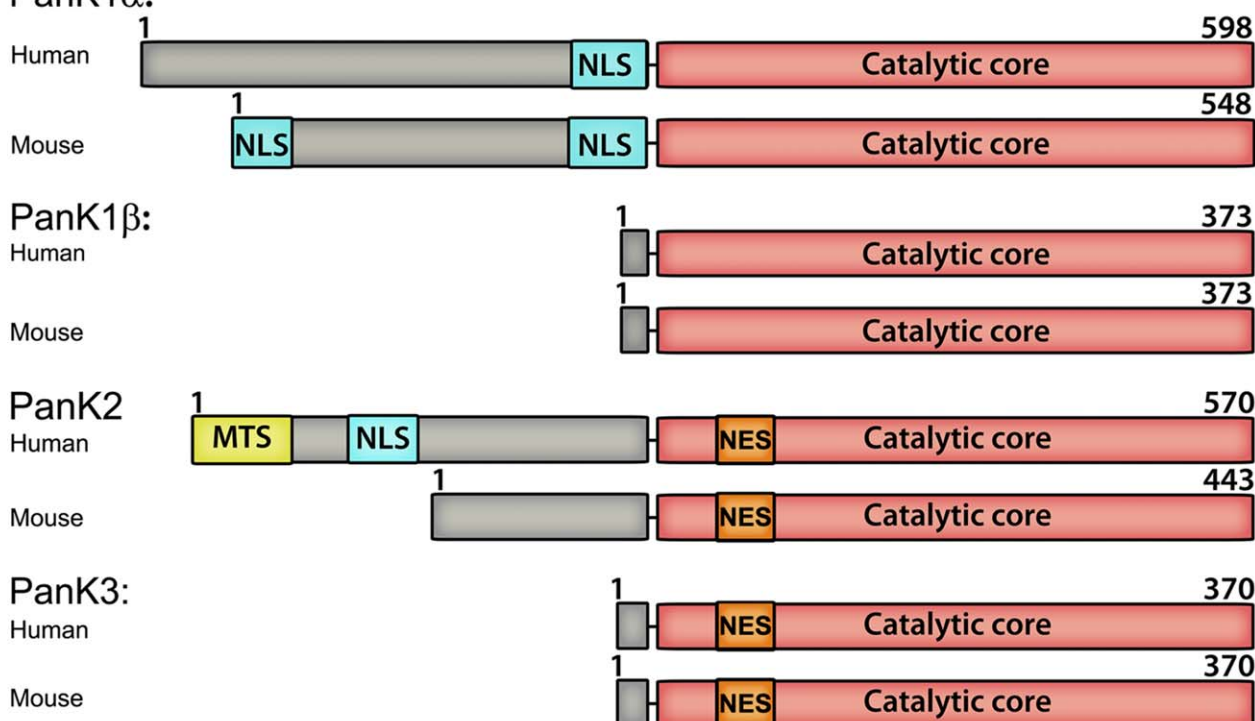 PanK1α:
1 598
Human NLS Catalytic core
1 548
Mouse NLS NLS Catalytic core
PanK1β:
1 373
Human Catalytic core
1 373
Mouse Catalytic core
PanK2
1 570
Human MTS NLS NES Catalytic core
1 443
Mouse NES Catalytic core
PanK3:
1 370
Human NES Catalytic core
1 370
Mouse NES Catalytic core